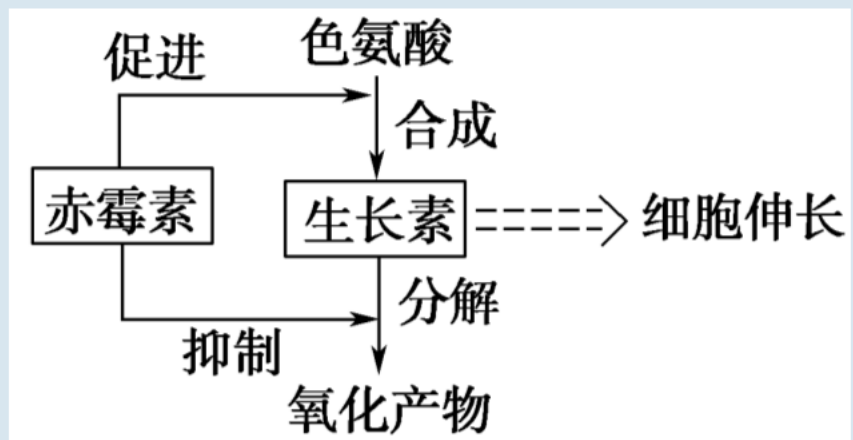 促进
色氨酸
合成
赤霉素
生长素
细胞伸长
分解
抑制
氧化产物